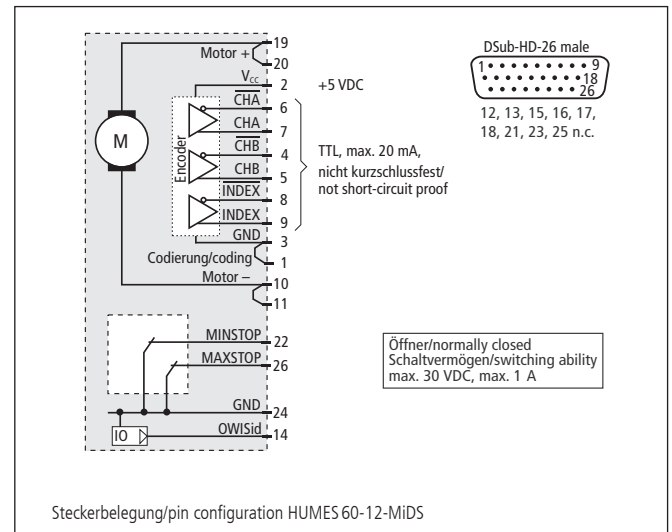 19
Motor +
20
V_CC 2 +5 VDC
C̅H̅A̅ 6
CHA 7
C̅H̅B̅ 4
CHB 5
I̅N̅D̅E̅X̅ 8
INDEX 9
GND 3
Codierung/coding 1
Motor – 10
11
M
Encoder
TTL, max. 20 mA,
nicht kurzschlussfest/
not short-circuit proof
MINSTOP 22
MAXSTOP 26
GND 24
IO OWISid 14
DSub-HD-26 male
1 9
18
26
12, 13, 15, 16, 17,
18, 21, 23, 25 n.c.
Öffner/normally closed
Schaltvermögen/switching ability
max. 30 VDC, max. 1 A
Steckerbelegung/pin configuration HUMES 60-12-MiDS